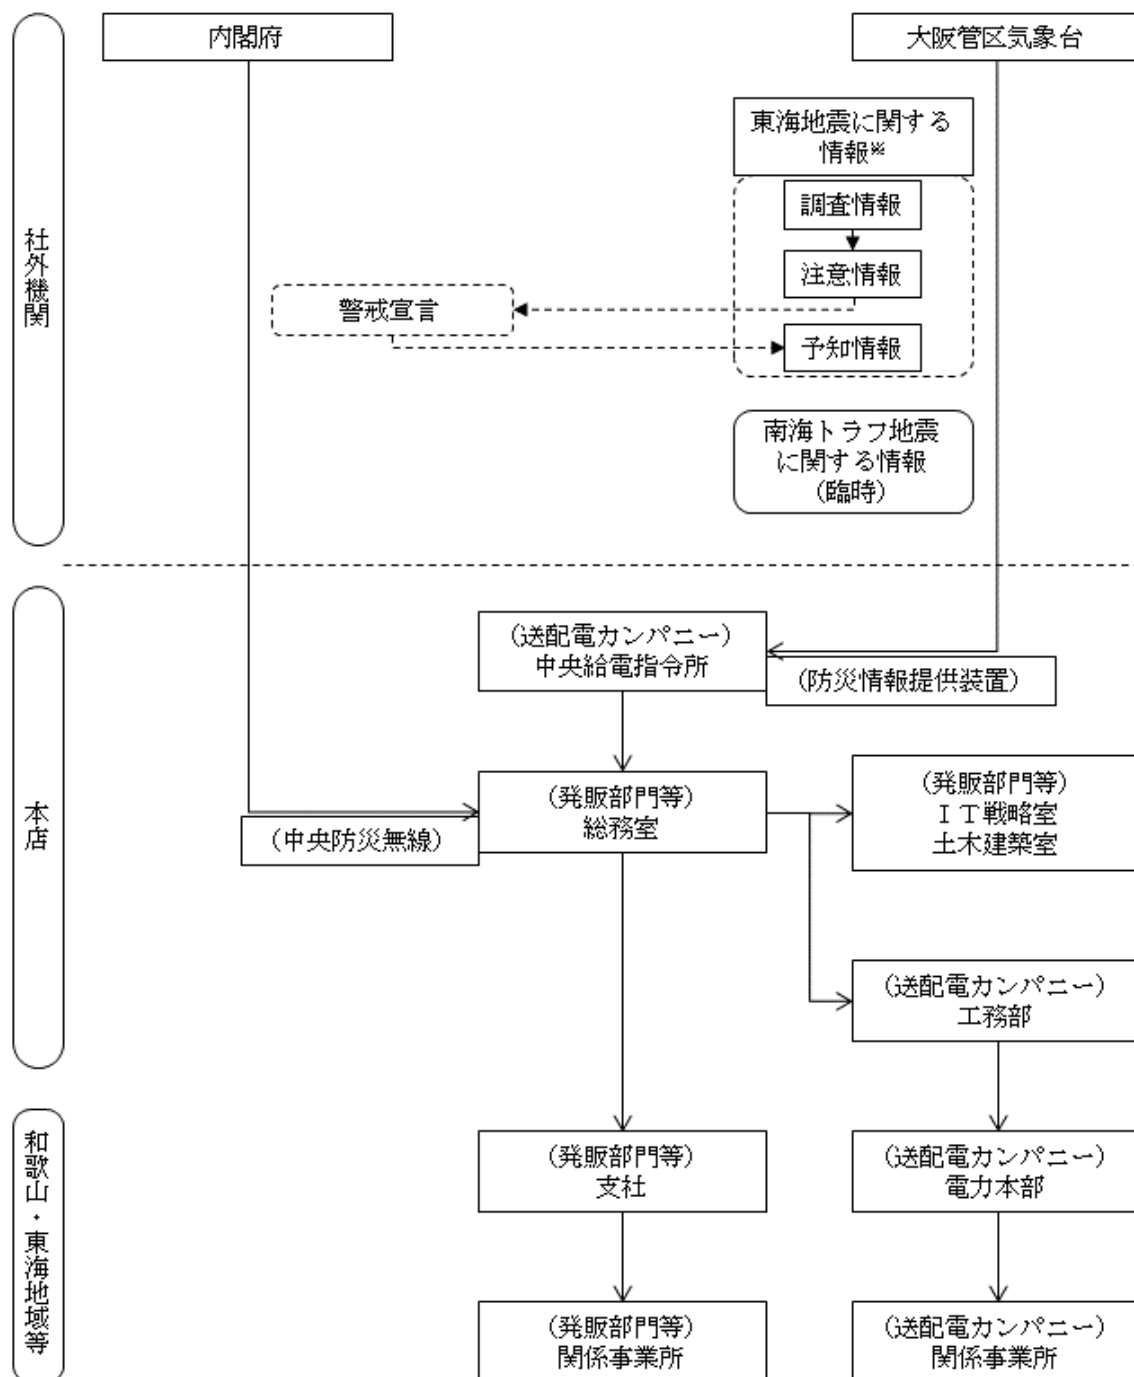 社外機関
内閣府
大阪管区気象台
東海地震に関する
情報※
調査情報
注意情報
警戒宣言
予知情報
南海トラフ地震
に関する情報
(臨時)
本店
(送配電カンパニー)
中央給電指令所
(防災情報提供装置)
(発販部門等)
総務室
(中央防災無線)
(発販部門等)
ＩＴ戦略室
土木建築室
(送配電カンパニー)
工務部
和歌山・東海地域等
(発販部門等)
支社
(送配電カンパニー)
電力本部
(発販部門等)
関係事業所
(送配電カンパニー)
関係事業所